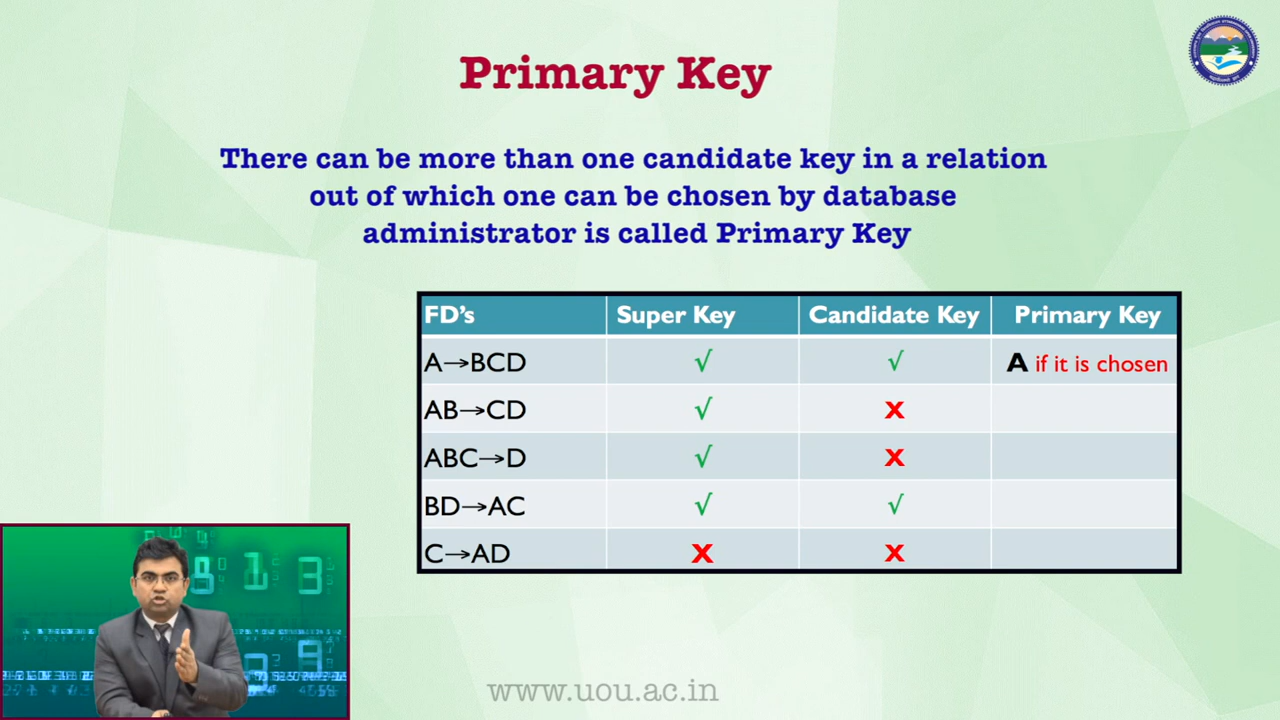 Primary Key
There can be more than one candidate key in a relation
out of which one can be chosen by database
administrator is called Primary Key
FD's Super Key Candidate Key Primary Key
A→BCD √ √ A if it is chosen
AB→CD √ X
ABC→D √ X
BD→AC √ √
C→AD X X
www.uou.ac.in